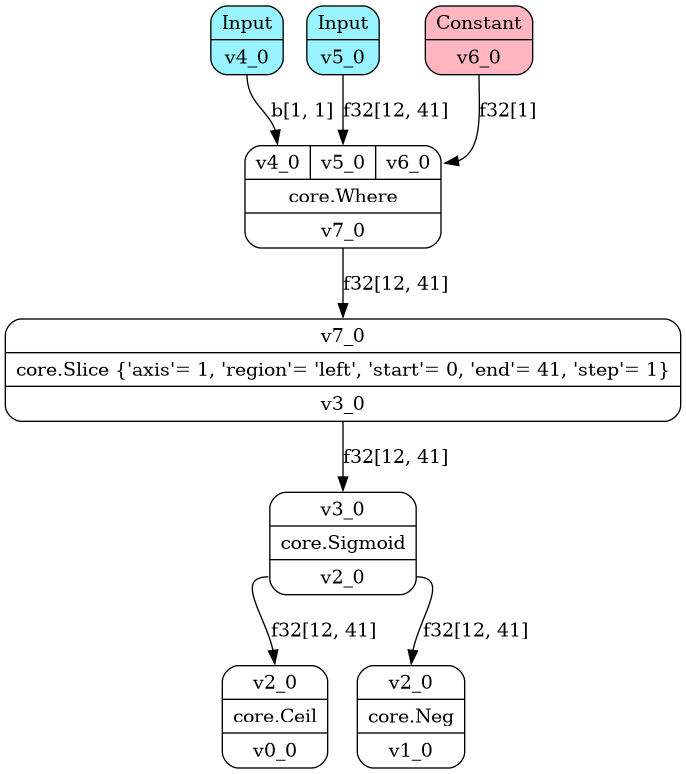 Input
v4_0
Input
v5_0
Constant
v6_0
b[1, 1]
f32[12, 41]
f32[1]
v4_0 v5_0 v6_0
core.Where
v7_0
f32[12, 41]
v7_0
core.Slice {'axis'= 1, 'region'= 'left', 'start'= 0, 'end'= 41, 'step'= 1}
v3_0
f32[12, 41]
v3_0
core.Sigmoid
v2_0
f32[12, 41]
f32[12, 41]
v2_0
core.Ceil
v0_0
v2_0
core.Neg
v1_0